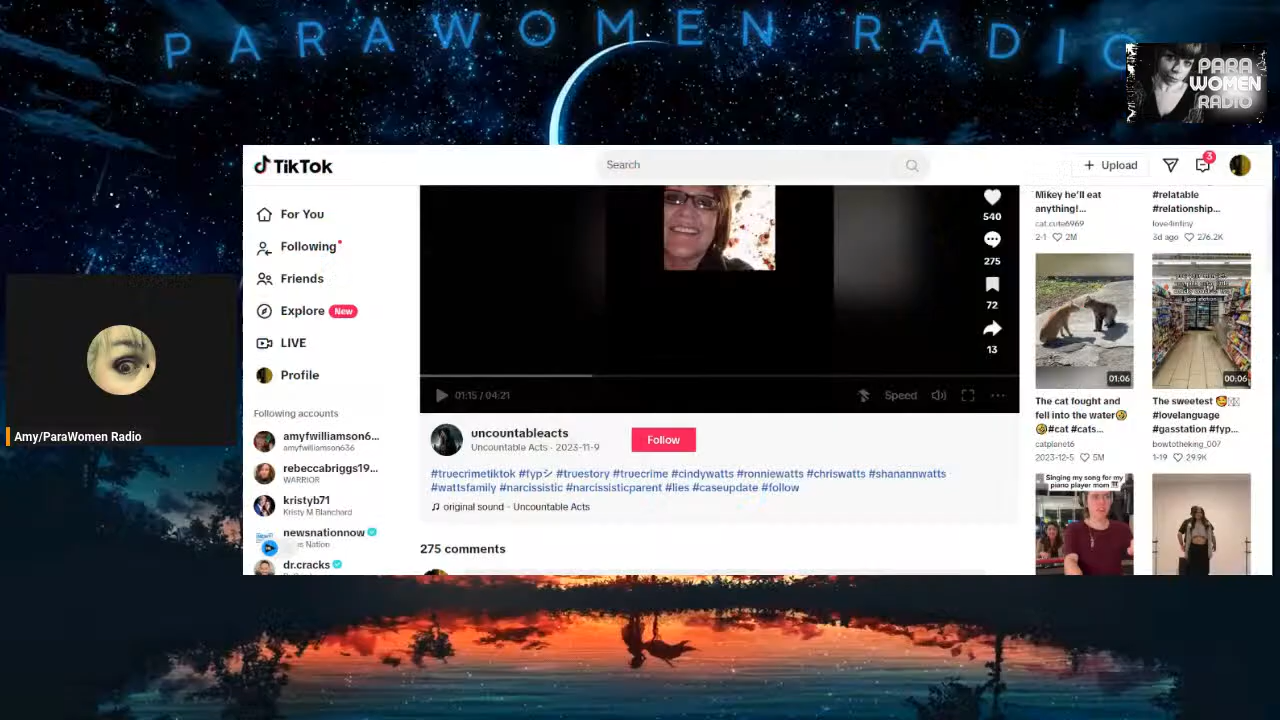 PARAWOMEN RADIO
PARA
WOMEN
RADIO
TikTok
Search
Upload
3
For You
Following
Friends
Explore New
LIVE
Profile
Following accounts
amyfwilliamson6...
amyfwilliamson636
rebeccabriggs19...
WARRIOR
kristyb71
Kristy M Blanchard
newsnationnow
Nation
dr.cracks
540
275
72
13
01:15 / 04:21
Speed
uncountableacts
Uncountable Acts · 2023-11-9
Follow
#truecrimetiktok #fypシ #truestory #truecrime #cindywatts #ronniewatts #chriswatts #shanannwatts
#wattsfamily #narcissistic #narcissisticparent #lies #caseupdate #follow
original sound - Uncountable Acts
275 comments
Mikey he'll eat
anything!...
cat.cute6969
2-1 2M
#relatable
#relationship...
love4infiny
3d ago 276.2K
01:06
The cat fought and
fell into the water
#cat #cats...
catplanet6
2023-12-5 5M
00:06
The sweetest
#lovelanguage
#gasstation #fyp...
bowtotheking_007
1-19 29.9K
Singing my song for my
piano player mom
Amy/ParaWomen Radio